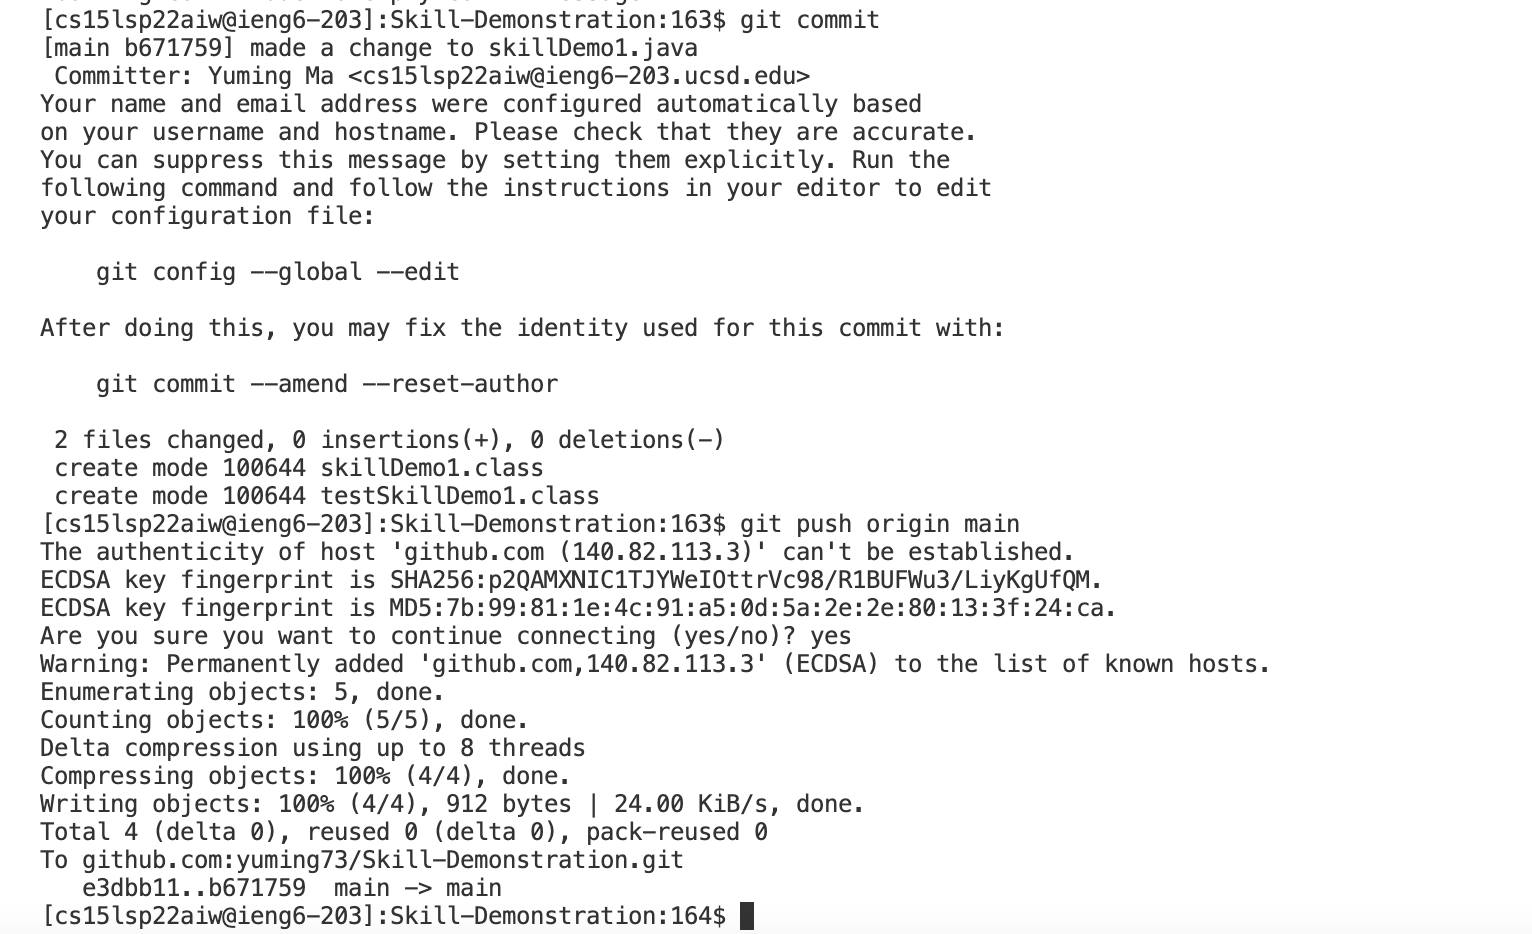 [cs15lsp22aiw@ieng6-203]:Skill-Demonstration:163$ git commit
[main b671759] made a change to skillDemo1.java
 Committer: Yuming Ma <cs15lsp22aiw@ieng6-203.ucsd.edu>
Your name and email address were configured automatically based
on your username and hostname. Please check that they are accurate.
You can suppress this message by setting them explicitly. Run the
following command and follow the instructions in your editor to edit
your configuration file:

    git config --global --edit

After doing this, you may fix the identity used for this commit with:

    git commit --amend --reset-author

 2 files changed, 0 insertions(+), 0 deletions(-)
 create mode 100644 skillDemo1.class
 create mode 100644 testSkillDemo1.class
[cs15lsp22aiw@ieng6-203]:Skill-Demonstration:163$ git push origin main
The authenticity of host 'github.com (140.82.113.3)' can't be established.
ECDSA key fingerprint is SHA256:p2QAMXNIC1TJYWeIOttrVc98/R1BUFWu3/LiyKgUfQM.
ECDSA key fingerprint is MD5:7b:99:81:1e:4c:91:a5:0d:5a:2e:2e:80:13:3f:24:ca.
Are you sure you want to continue connecting (yes/no)? yes
Warning: Permanently added 'github.com,140.82.113.3' (ECDSA) to the list of known hosts.
Enumerating objects: 5, done.
Counting objects: 100% (5/5), done.
Delta compression using up to 8 threads
Compressing objects: 100% (4/4), done.
Writing objects: 100% (4/4), 912 bytes | 24.00 KiB/s, done.
Total 4 (delta 0), reused 0 (delta 0), pack-reused 0
To github.com:yuming73/Skill-Demonstration.git
   e3dbb11..b671759  main -> main
[cs15lsp22aiw@ieng6-203]:Skill-Demonstration:164$